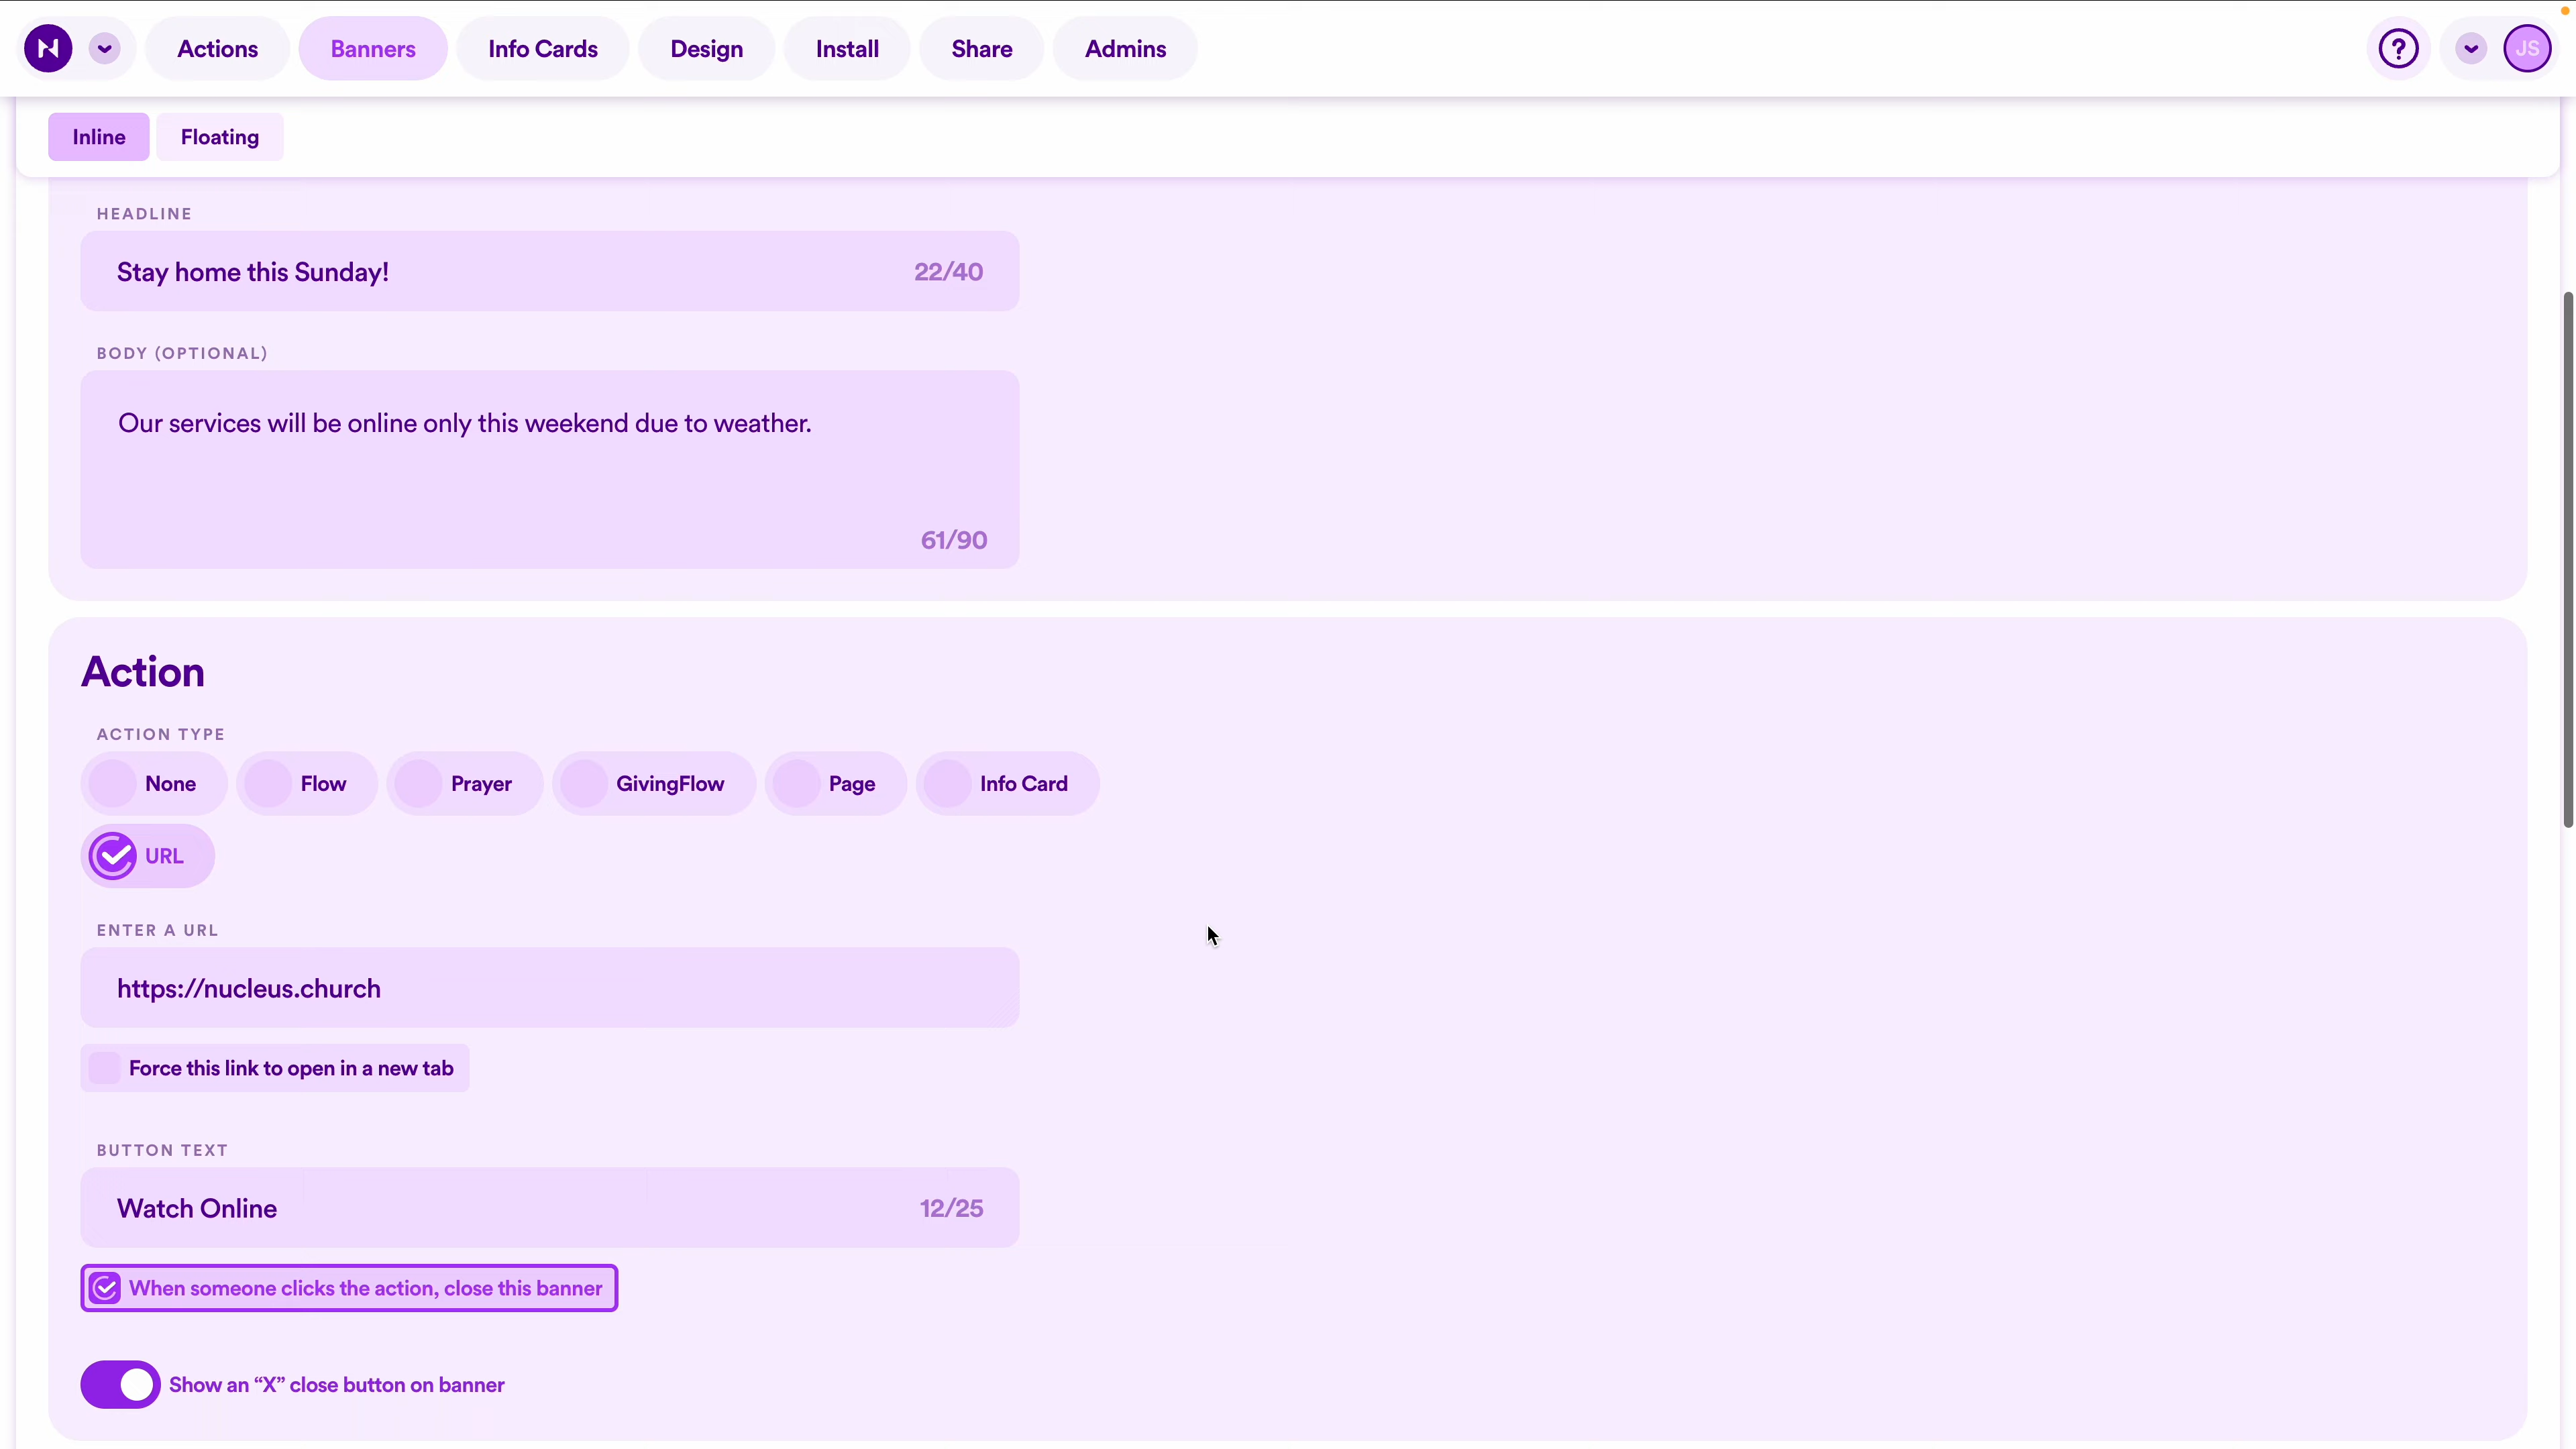 N Actions Banners Info Cards Design Install Share Admins ? JS
Inline Floating
HEADLINE
Stay home this Sunday! 22/40
BODY (OPTIONAL)
Our services will be online only this weekend due to weather.
61/90
Action
ACTION TYPE
None Flow Prayer GivingFlow Page Info Card
URL
ENTER A URL
https://nucleus.church
Force this link to open in a new tab
BUTTON TEXT
Watch Online 12/25
When someone clicks the action, close this banner
Show an “X” close button on banner